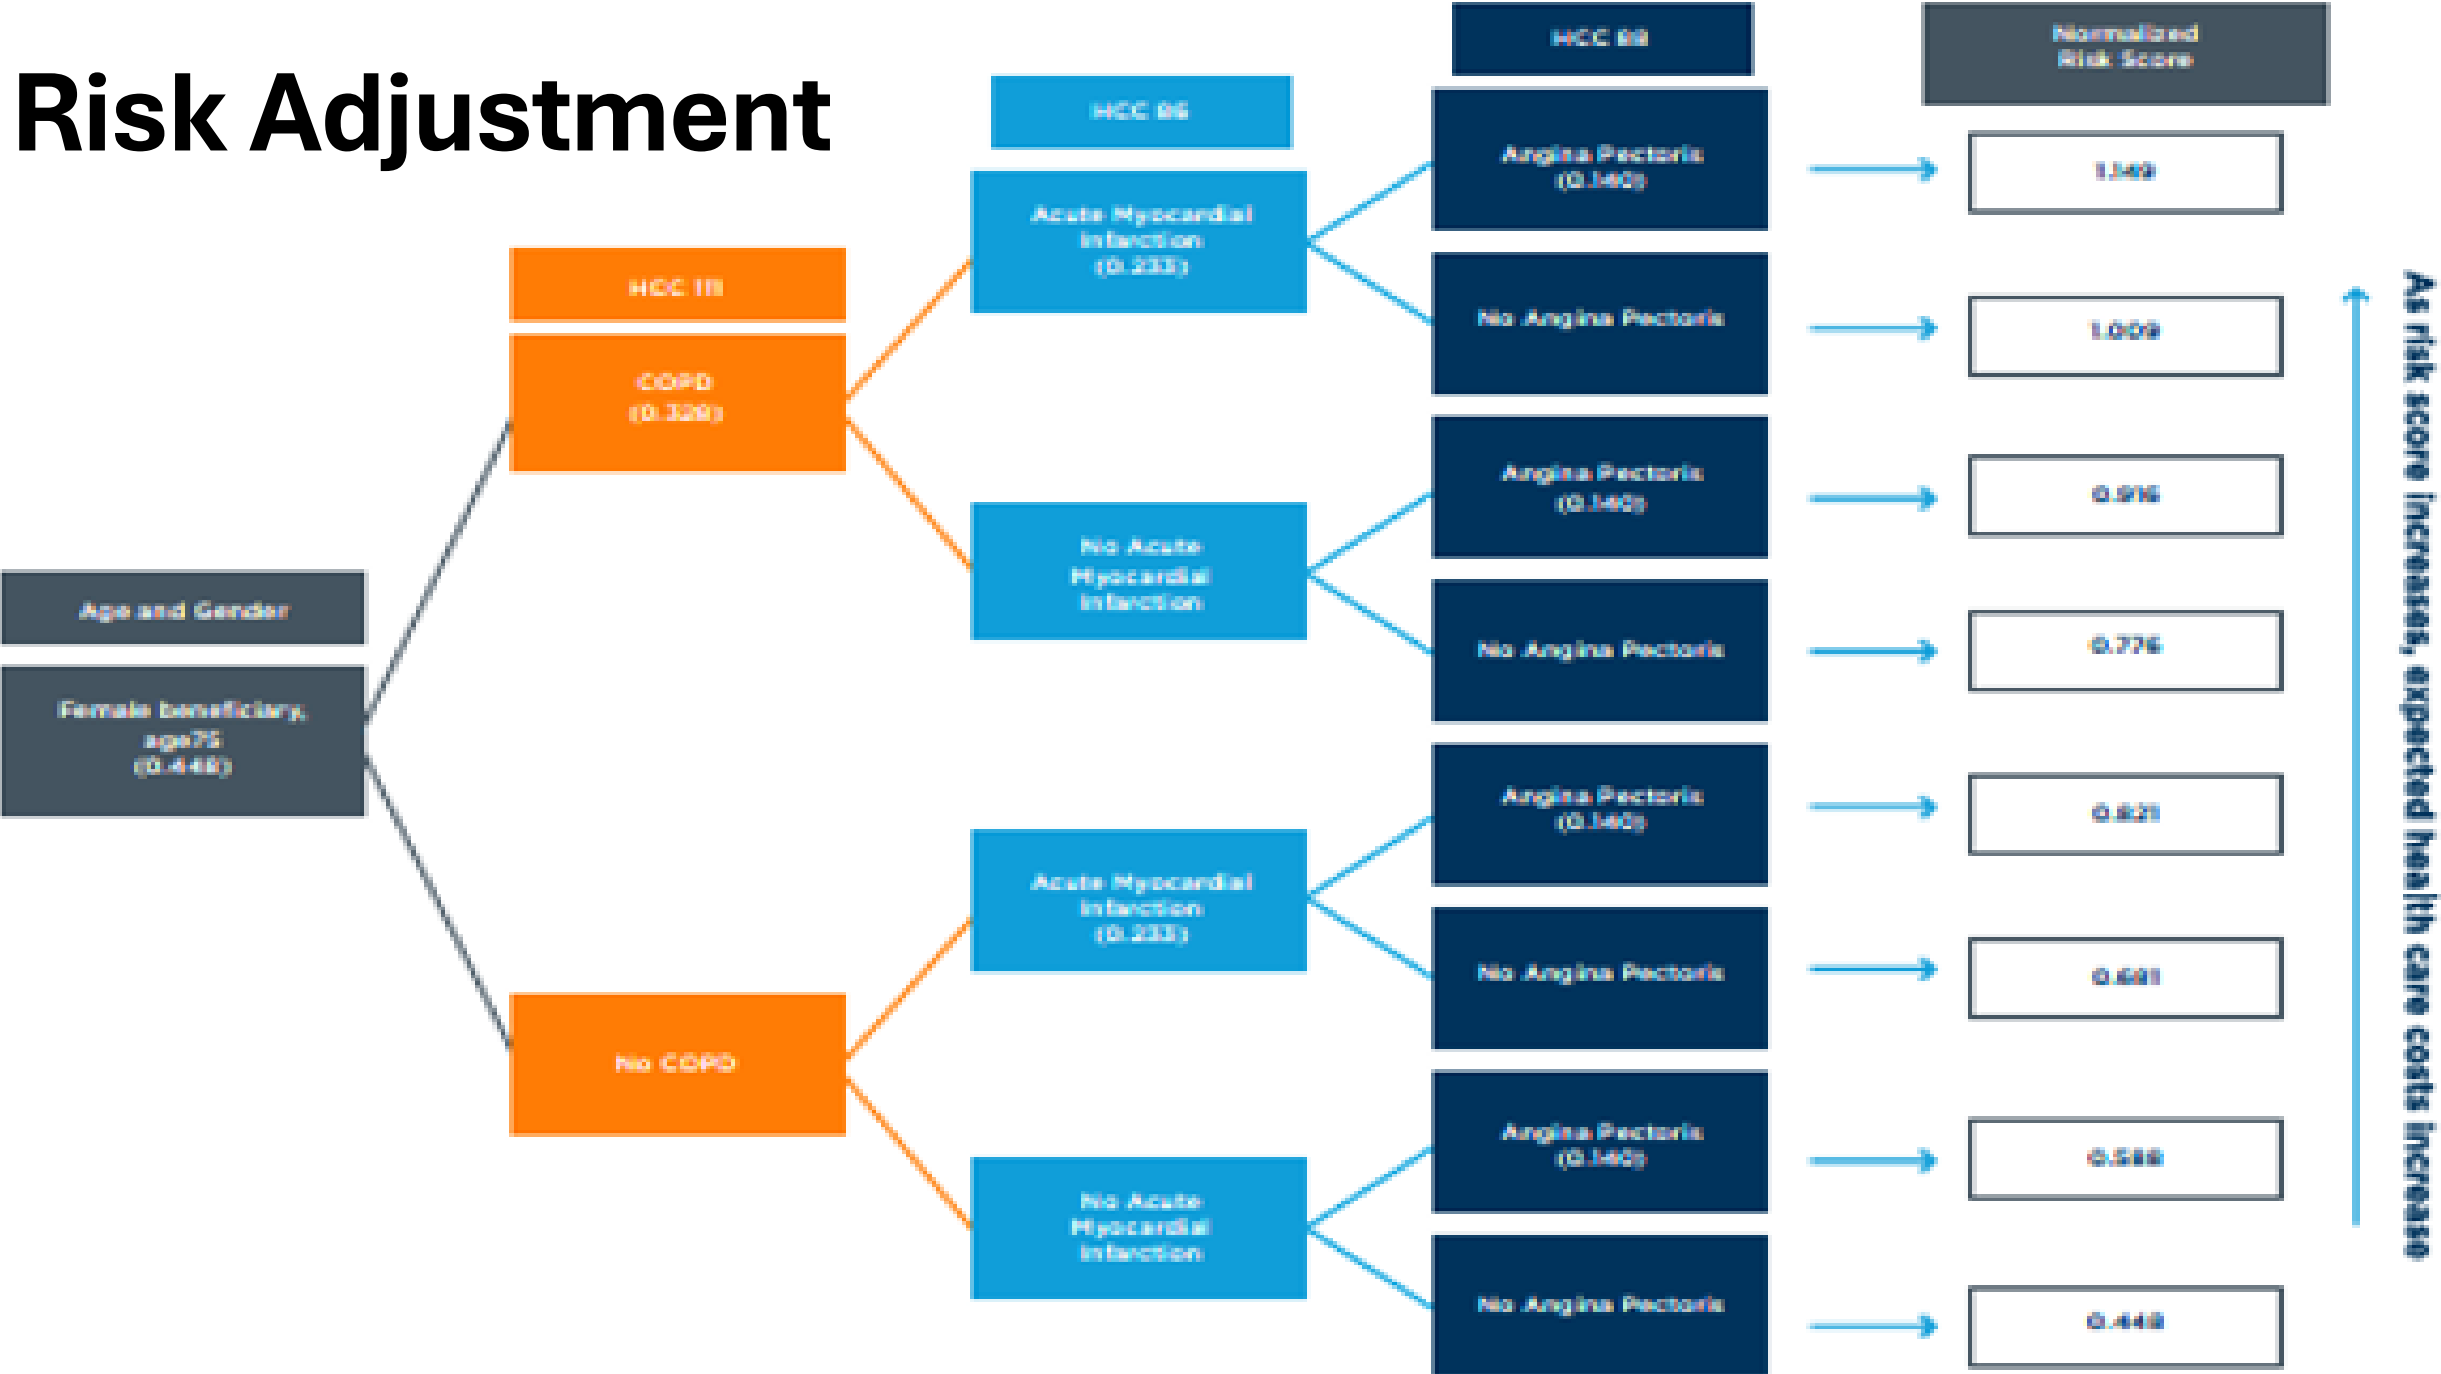 Risk Adjustment
Age and Gender
Female beneficiary,
age75
(0.448)
HCC 111
COPD
(0.328)
No COPD
HCC 86
Acute Myocardial
Infarction
(0.233)
No Acute
Myocardial
Infarction
Acute Myocardial
Infarction
(0.233)
No Acute
Myocardial
Infarction
HCC 88
Angina Pectoris
(0.140)
No Angina Pectoris
Angina Pectoris
(0.140)
No Angina Pectoris
Angina Pectoris
(0.140)
No Angina Pectoris
Angina Pectoris
(0.140)
No Angina Pectoris
Normalized
Risk Score
1.149
1.009
0.916
0.776
0.821
0.681
0.588
0.448
As risk score increases, expected health care costs increase